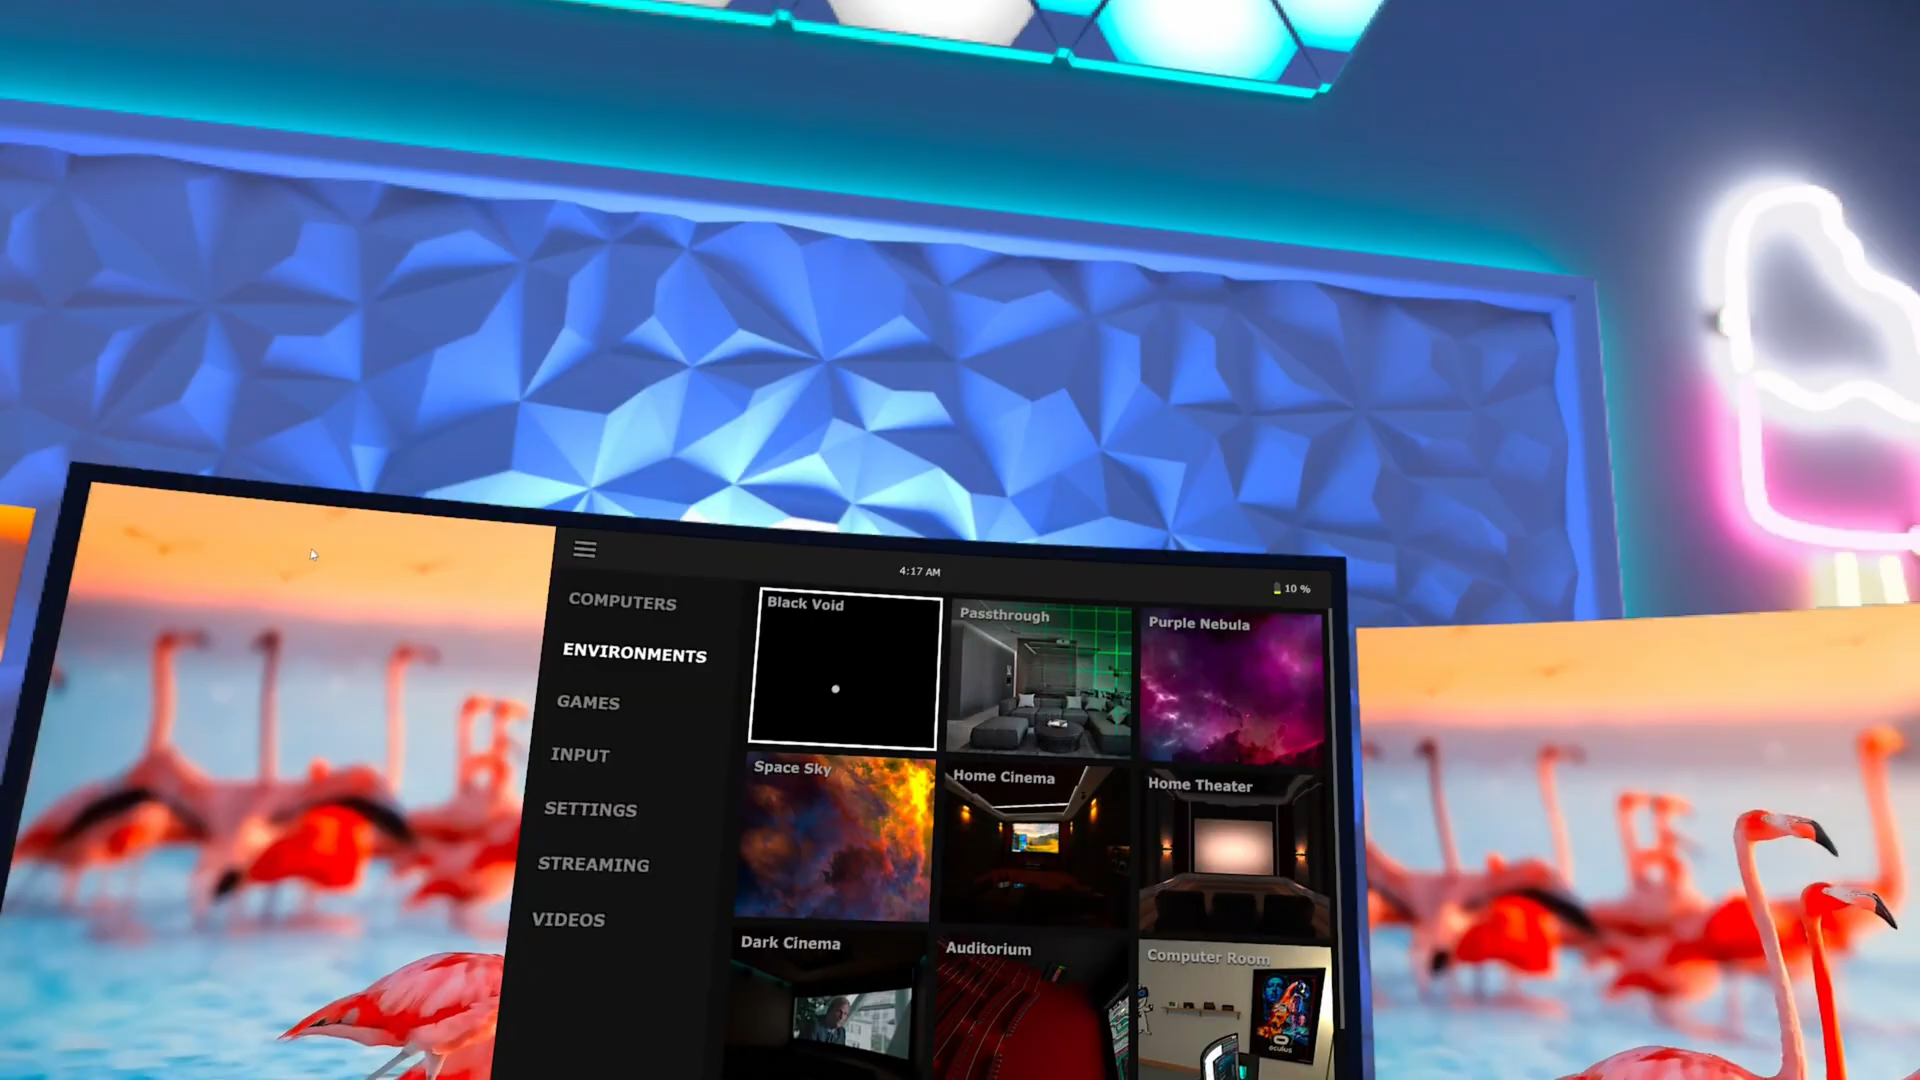 4:17 AM
10 %
COMPUTERS
ENVIRONMENTS
GAMES
INPUT
SETTINGS
STREAMING
VIDEOS
Black Void
Passthrough
Purple Nebula
Space Sky
Home Cinema
Home Theater
Dark Cinema
Auditorium
Computer Room
oculus